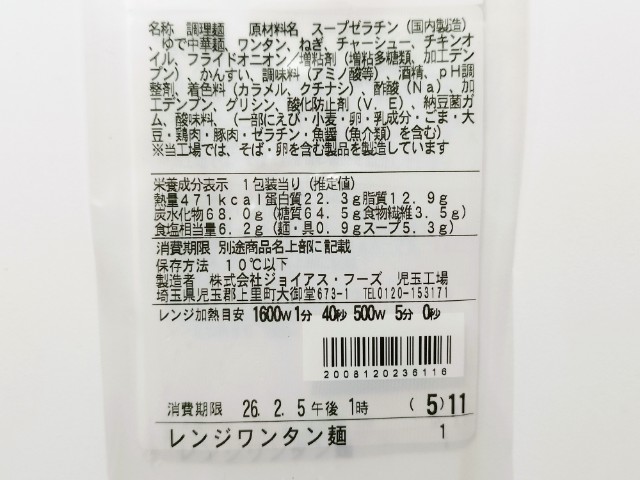 名称 調理麺 原材料名 スープゼラチン(国内製造)
、ゆで中華麺、ワンタン、ねぎ、チャーシュー、チキンオ
イル、フライドオニオン/増粘剤(増粘多糖類、加工デン
プン)、かんすい、調味料(アミノ酸等)、酒精、pH調
整剤、着色料(カラメル、クチナシ)、酢酸(Na)、加
工デンプン、グリシン、酸化防止剤(V.E)、納豆菌ガ
ム、酸味料、(一部にえび・小麦・卵・乳成分・ごま・大
豆・鶏肉・豚肉・ゼラチン・魚醤(魚介類)を含む)
※当工場では、そば・卵を含む製品を製造しています
栄養成分表示 1包装当り(推定値)
熱量471kcal蛋白質22.3g脂質12.9g
炭水化物68.0g(糖質64.5g食物繊維3.5g)
食塩相当量6.2g(麺・具0.9gスープ5.3g)
消費期限 別途商品名上部に記載
保存方法 10℃以下
製造者 株式会社ジョイアス・フーズ 児玉工場
埼玉県児玉郡上里町大御堂673-1 TEL0120-153171
レンジ加熱目安 1600W 1分 40秒 500W 5分 0秒
2008120236116
消費期限 26. 2. 5午後 1時 (5)11
レンジワンタン麺 1